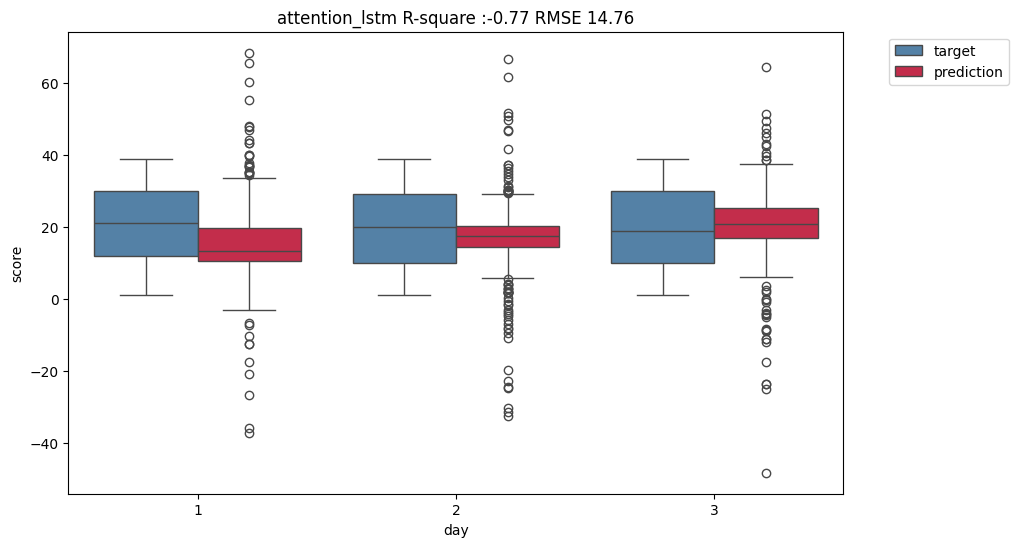 attention_lstm R-square :-0.77 RMSE 14.76
target
prediction
60
40
20
0
−20
−40
score
1
2
3
day